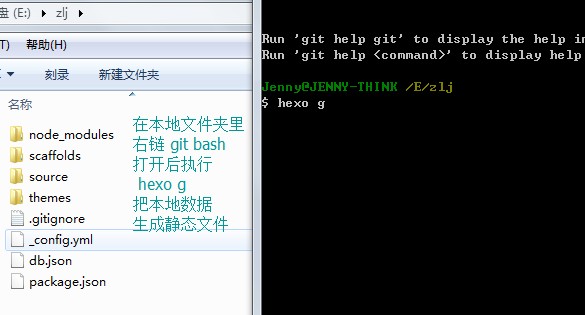 盘 (E:) ▸ zlj ▸
T) 帮助(H)
刻录 新建文件夹
名称
node_modules
scaffolds
source
themes
.gitignore
_config.yml
db.json
package.json
在本地文件夹里
右链 git bash
打开后执行
hexo g
把本地数据
生成静态文件
Run 'git help git' to display the help in
Run 'git help <command>' to display help
Jenny@JENNY-THINK /E/zlj
$ hexo g